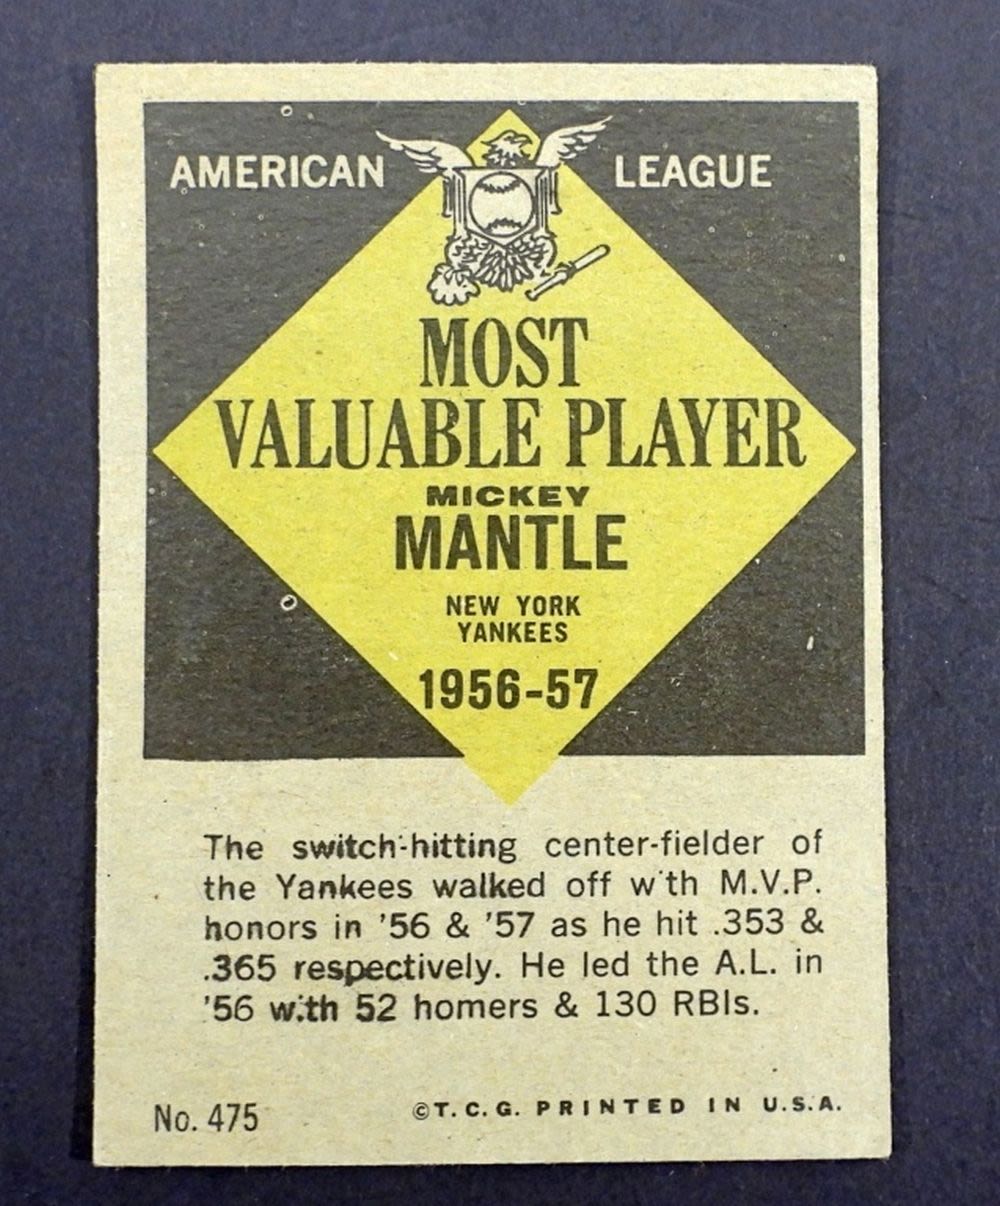 AMERICAN LEAGUE
MOST
VALUABLE PLAYER
MICKEY
MANTLE
NEW YORK
YANKEES
1956-57
The switch-hitting center-fielder of
the Yankees walked off w'th M.V.P.
honors in '56 & '57 as he hit .353 &
.365 respectively. He led the A.L. in
'56 w.th 52 homers & 130 RBIs.
No. 475 ©T.C.G. PRINTED IN U.S.A.